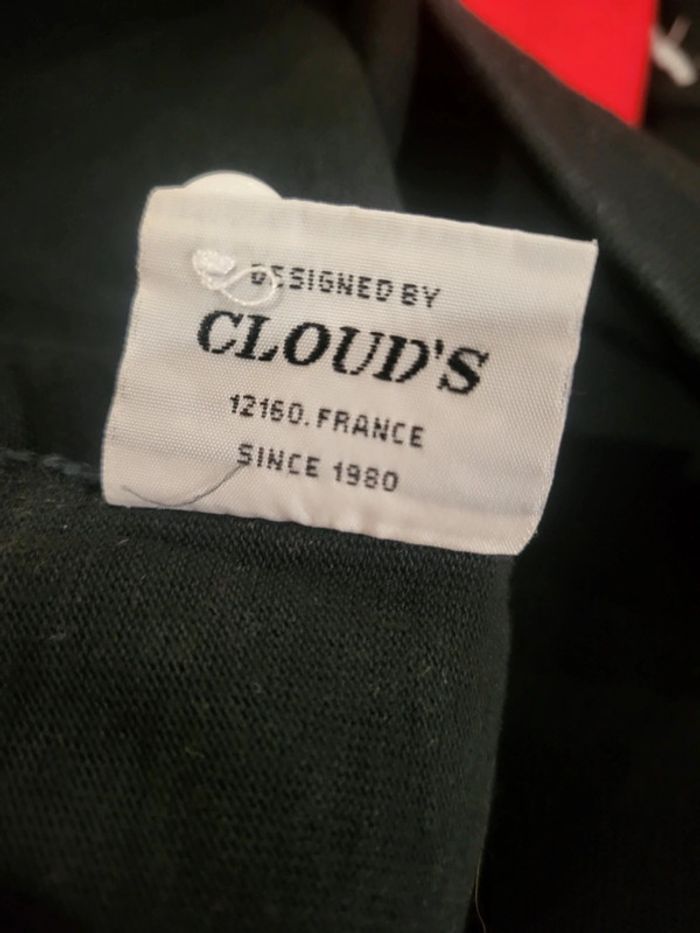 DESIGNED BY
CLOUD'S
12160. FRANCE
SINCE 1980